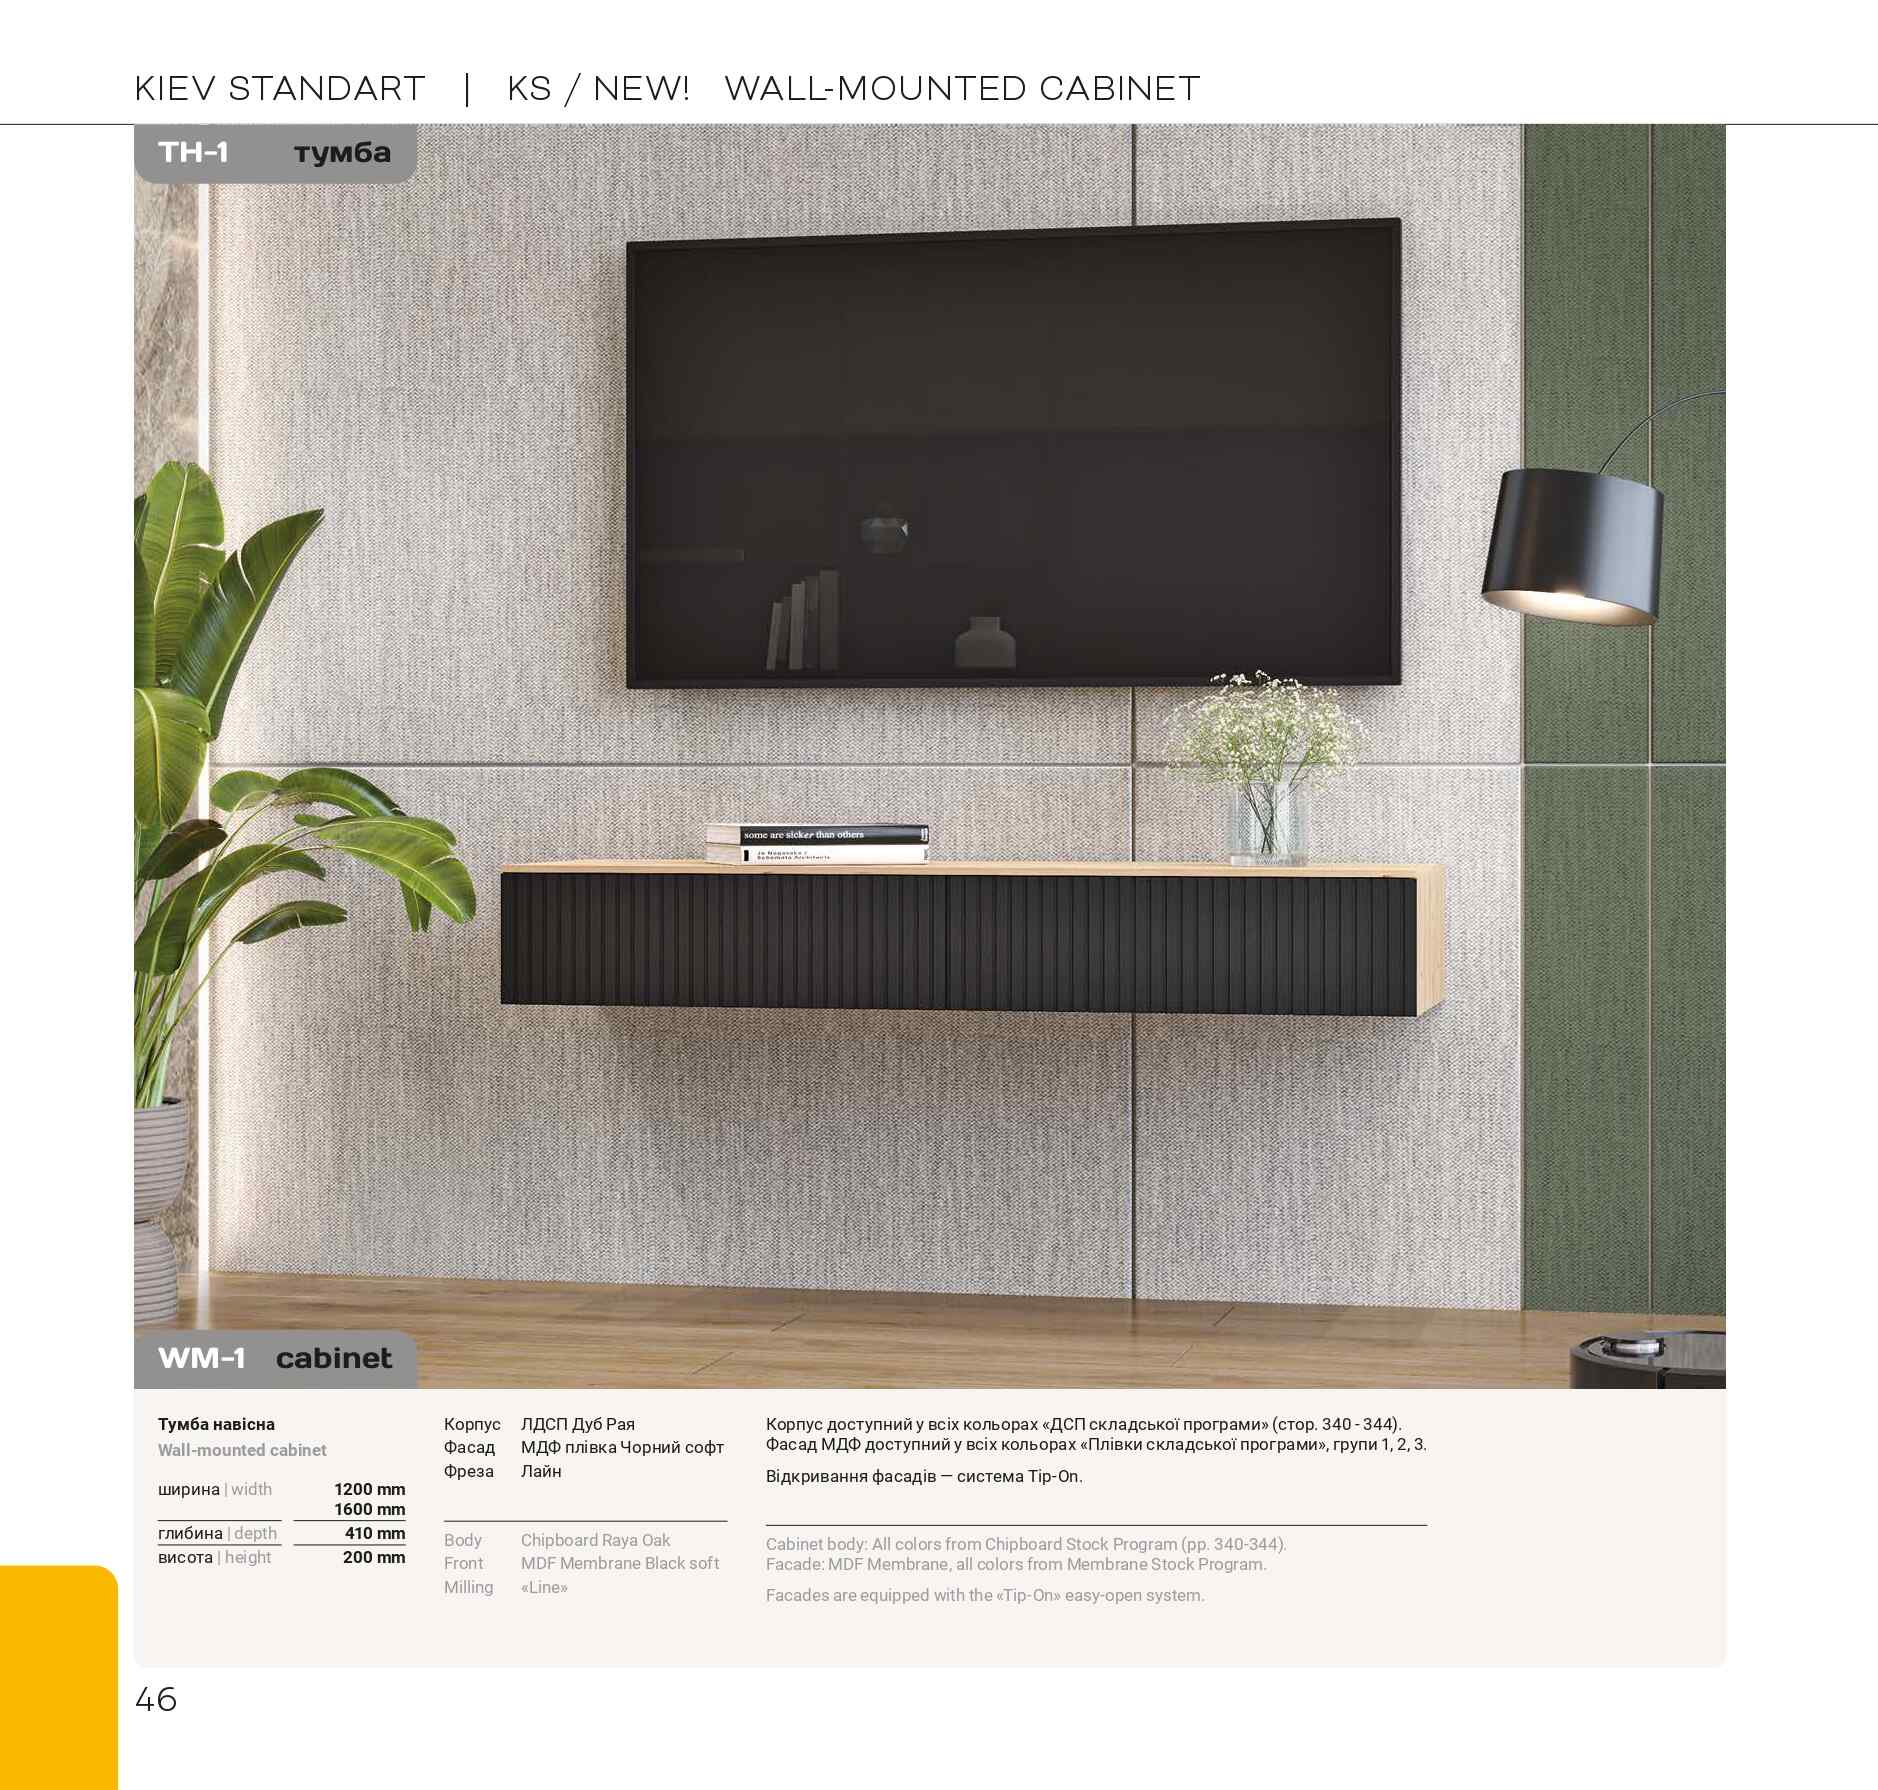 KIEV STANDART | KS / NEW! WALL-MOUNTED CABINET
ТН-1 тумба
some are sicker than others
Jo Nagasaka /
Schemata Architects
WM-1 cabinet
Тумба навісна
Wall-mounted cabinet
ширина | width 1200 mm
1600 mm
глибина | depth 410 mm
висота | height 200 mm
Корпус ЛДСП Дуб Рая
Фасад МДФ плівка Чорний софт
Фреза Лайн
Body Chipboard Raya Oak
Front MDF Membrane Black soft
Milling «Line»
Корпус доступний у всіх кольорах «ДСП складської програми» (стор. 340 - 344).
Фасад МДФ доступний у всіх кольорах «Плівки складської програми», групи 1, 2, 3.
Відкривання фасадів — система Tip-On.
Cabinet body: All colors from Chipboard Stock Program (pp. 340-344).
Facade: MDF Membrane, all colors from Membrane Stock Program.
Facades are equipped with the «Tip-On» easy-open system.
46